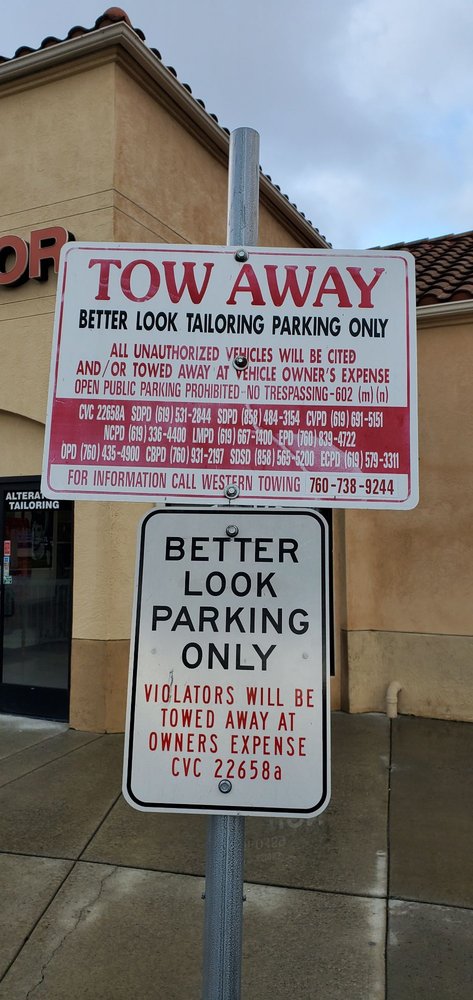 OR
TOW AWAY
BETTER LOOK TAILORING PARKING ONLY
ALL UNAUTHORIZED VEHICLES WILL BE CITED
AND/OR TOWED AWAY AT VEHICLE OWNER'S EXPENSE
OPEN PUBLIC PARKING PROHIBITED-NO TRESPASSING-602 (m)(n)
CVC 22658A SDPD (619) 531-2844 SDPD (858) 484-3154 CVPD (619) 691-5151
NCPD (619) 336-4400 LMPD (619) 667-1400 EPD (760) 839-4722
OPD (760) 435-4900 CBPD (760) 931-2197 SDSD (858) 565-5200 ECPD (619) 579-3311
FOR INFORMATION CALL WESTERN TOWING 760-738-9244
ALTERAT
TAILORING
BETTER
LOOK
PARKING
ONLY
VIOLATORS WILL BE
TOWED AWAY AT
OWNERS EXPENSE
CVC 22658a